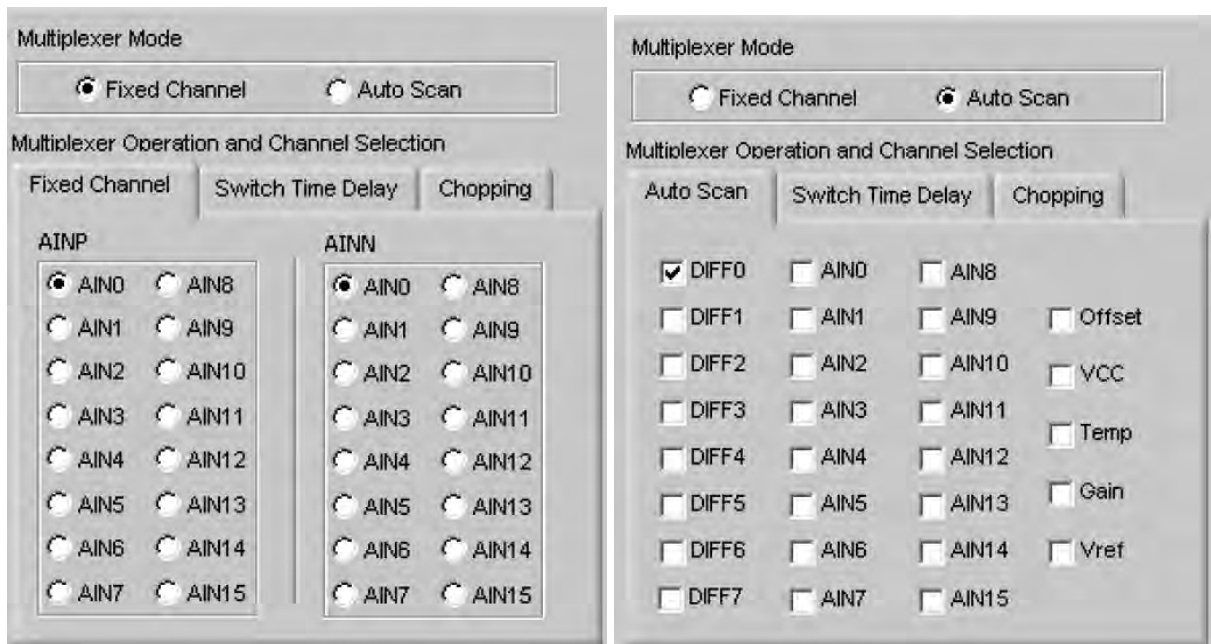 Multiplexer Mode
Fixed Channel Auto Scan
Multiplexer Operation and Channel Selection
Fixed Channel Switch Time Delay Chopping
AINP AINN
AIN0 AIN8 AIN0 AIN8
AIN1 AIN9 AIN1 AIN9
AIN2 AIN10 AIN2 AIN10
AIN3 AIN11 AIN3 AIN11
AIN4 AIN12 AIN4 AIN12
AIN5 AIN13 AIN5 AIN13
AIN6 AIN14 AIN6 AIN14
AIN7 AIN15 AIN7 AIN15
Multiplexer Mode
Fixed Channel Auto Scan
Multiplexer Operation and Channel Selection
Auto Scan Switch Time Delay Chopping
DIFF0 AIN0 AIN8
DIFF1 AIN1 AIN9 Offset
DIFF2 AIN2 AIN10 VCC
DIFF3 AIN3 AIN11
Temp
DIFF4 AIN4 AIN12
DIFF5 AIN5 AIN13 Gain
DIFF6 AIN6 AIN14 Vref
DIFF7 AIN7 AIN15